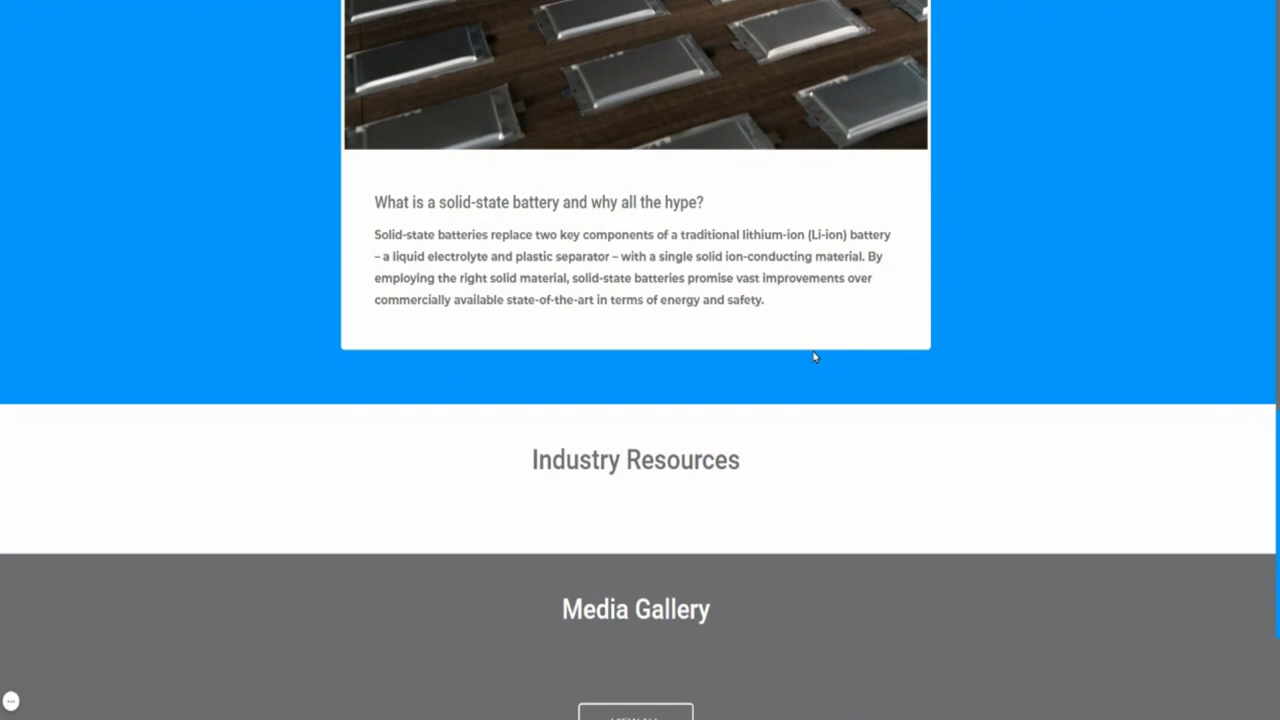 What is a solid-state battery and why all the hype?
Solid-state batteries replace two key components of a traditional lithium-ion (Li-ion) battery
– a liquid electrolyte and plastic separator – with a single solid ion-conducting material. By
employing the right solid material, solid-state batteries promise vast improvements over
commercially available state-of-the-art in terms of energy and safety.
Industry Resources
Media Gallery